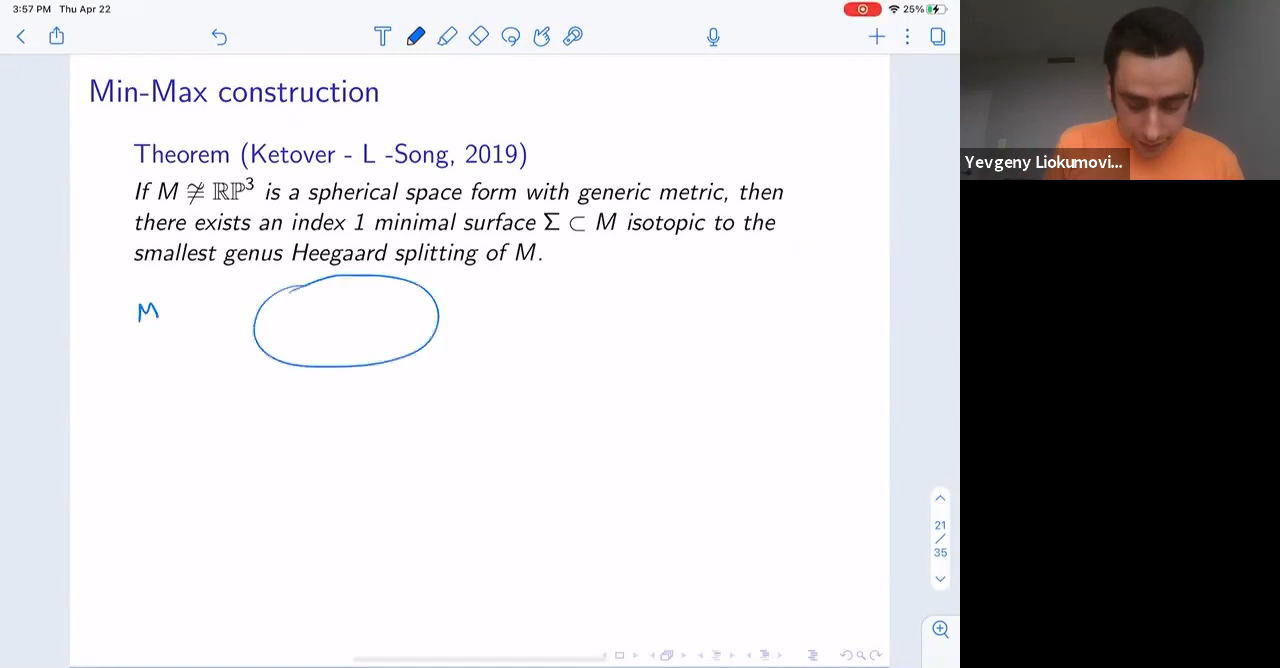 3:57 PM Thu Apr 22
25%
Min-Max construction
Theorem (Ketover - L -Song, 2019)
If M ≇ ℝℙ³ is a spherical space form with generic metric, then
there exists an index 1 minimal surface Σ ⊂ M isotopic to the
smallest genus Heegaard splitting of M.
M
Yevgeny Liokumovi...
21
/
35